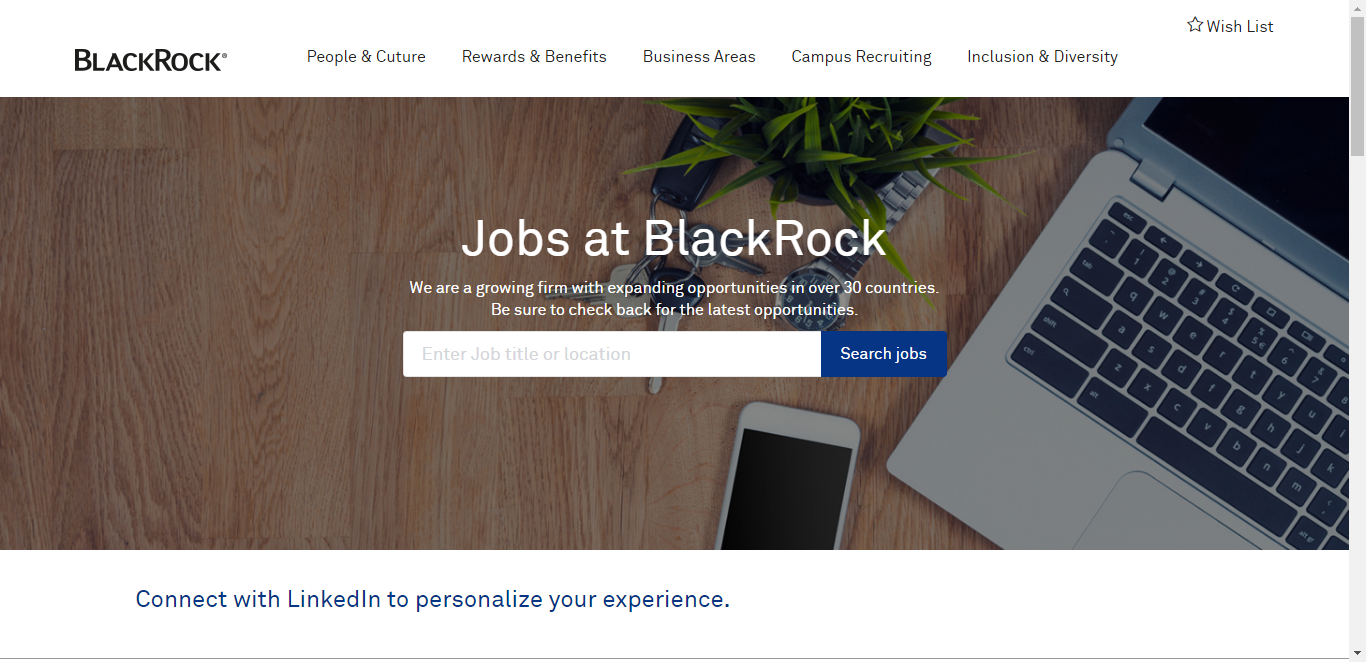 Wish List
BLACKROCK®
People & Cuture
Rewards & Benefits
Business Areas
Campus Recruiting
Inclusion & Diversity
Jobs at BlackRock
We are a growing firm with expanding opportunities in over 30 countries.
Be sure to check back for the latest opportunities.
Enter Job title or location
Search jobs
Connect with LinkedIn to personalize your experience.